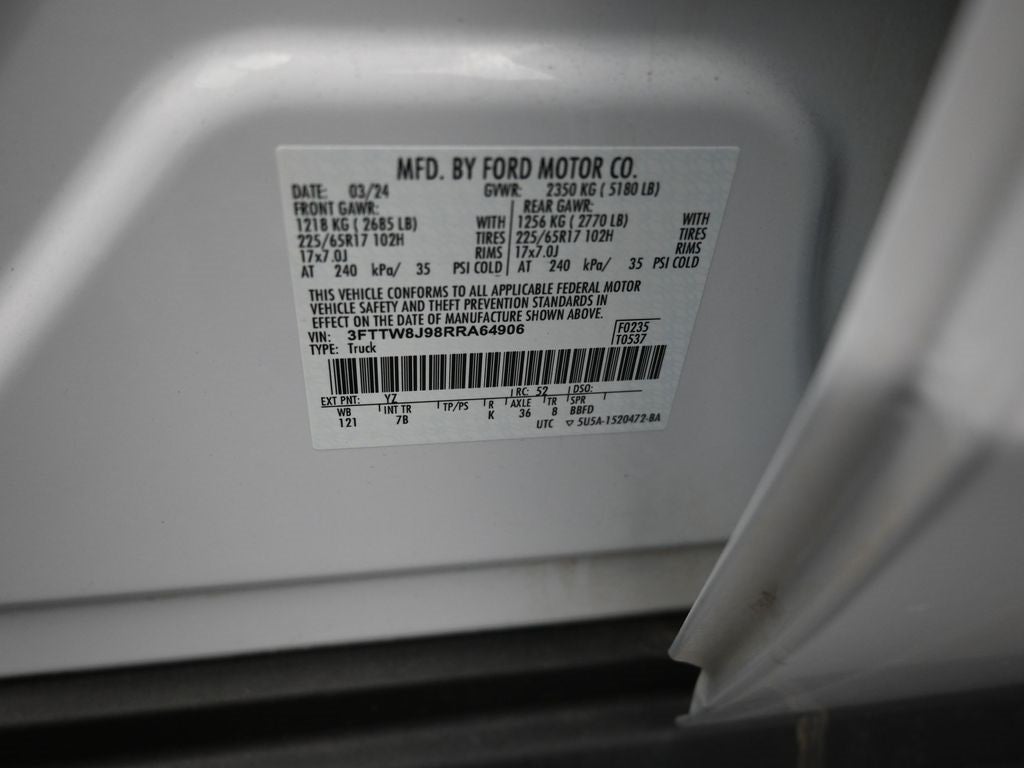 MFD. BY FORD MOTOR CO.
DATE: 03/24 GVWR: 2350 KG ( 5180 LB)
FRONT GAWR: REAR GAWR:
1218 KG ( 2685 LB) WITH 1256 KG ( 2770 LB) WITH
225/65R17 102H TIRES 225/65R17 102H TIRES
17x7.0J RIMS 17x7.0J RIMS
AT 240 kPa/ 35 PSI COLD AT 240 kPa/ 35 PSI COLD
THIS VEHICLE CONFORMS TO ALL APPLICABLE FEDERAL MOTOR
VEHICLE SAFETY AND THEFT PREVENTION STANDARDS IN
EFFECT ON THE DATE OF MANUFACTURE SHOWN ABOVE.
VIN: 3FTTW8J98RRA64906 F0235
TYPE: Truck T0537
EXT PNT: YZ RC: 52 DSO:
WB INT TR TP/PS R AXLE TR SPR
121 7B K 36 8 BBFD
UTC ▽ 5U5A-1520472-BA